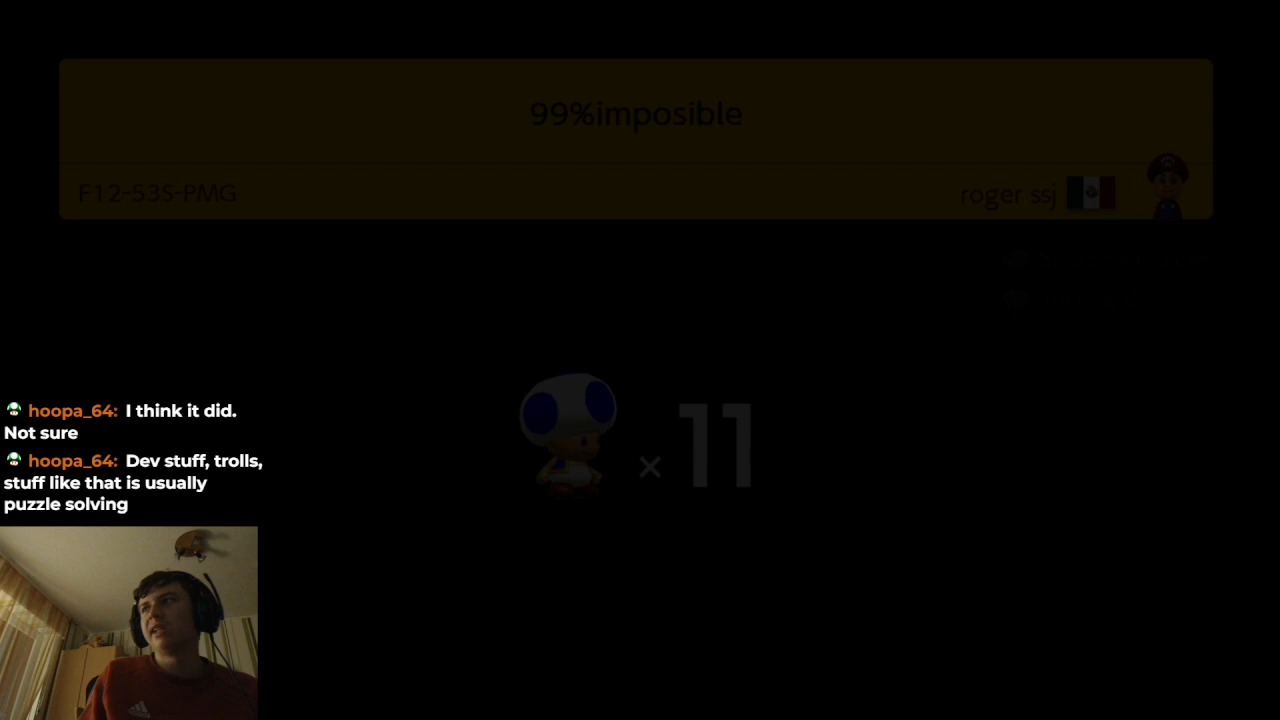 99%imposible
F12-53S-PMG
roger ssj
× 11
hoopa_64: I think it did.
Not sure
hoopa_64: Dev stuff, trolls,
stuff like that is usually
puzzle solving